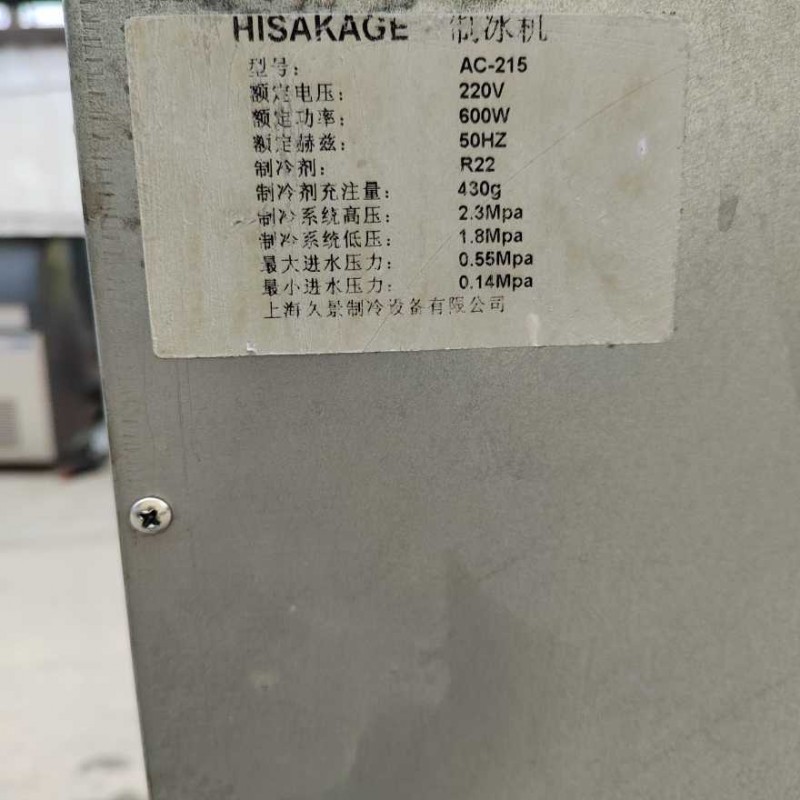 HISAKAGE 制冰机
型号： AC-215
额定电压： 220V
额定功率： 600W
额定赫兹： 50HZ
制冷剂： R22
制冷剂充注量： 430g
制冷系统高压： 2.3Mpa
制冷系统低压： 1.8Mpa
最大进水压力： 0.55Mpa
最小进水压力： 0.14Mpa
上海久景制冷设备有限公司